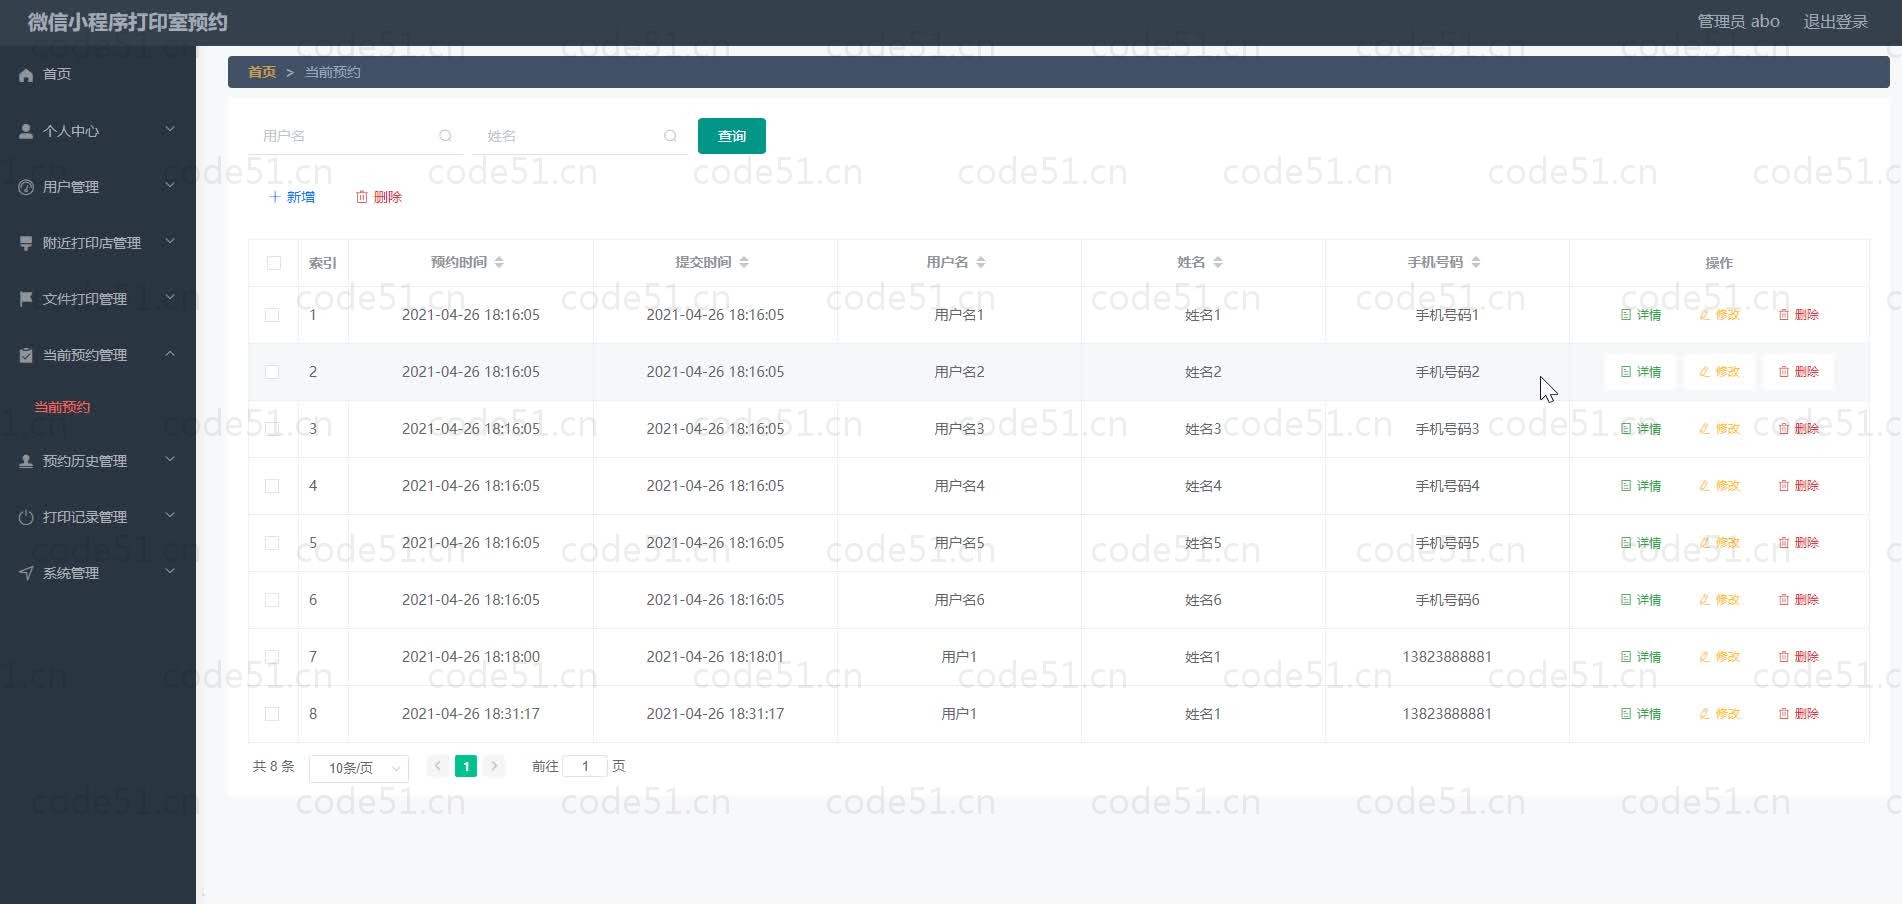 微信小程序打印室预约
管理员 abo 退出登录
首页
个人中心
用户管理
附近打印店管理
文件打印管理
当前预约管理
当前预约
预约历史管理
打印记录管理
系统管理
首页 > 当前预约
用户名 姓名 查询
新增 删除
索引 预约时间 提交时间 用户名 姓名 手机号码 操作
1 2021-04-26 18:16:05 2021-04-26 18:16:05 用户名1 姓名1 手机号码1 详情 修改 删除
2 2021-04-26 18:16:05 2021-04-26 18:16:05 用户名2 姓名2 手机号码2 详情 修改 删除
3 2021-04-26 18:16:05 2021-04-26 18:16:05 用户名3 姓名3 手机号码3 详情 修改 删除
4 2021-04-26 18:16:05 2021-04-26 18:16:05 用户名4 姓名4 手机号码4 详情 修改 删除
5 2021-04-26 18:16:05 2021-04-26 18:16:05 用户名5 姓名5 手机号码5 详情 修改 删除
6 2021-04-26 18:16:05 2021-04-26 18:16:05 用户名6 姓名6 手机号码6 详情 修改 删除
7 2021-04-26 18:18:00 2021-04-26 18:18:01 用户1 姓名1 13823888881 详情 修改 删除
8 2021-04-26 18:31:17 2021-04-26 18:31:17 用户1 姓名1 13823888881 详情 修改 删除
共 8 条 10条/页 < 1 > 前往 1 页
code51.cn